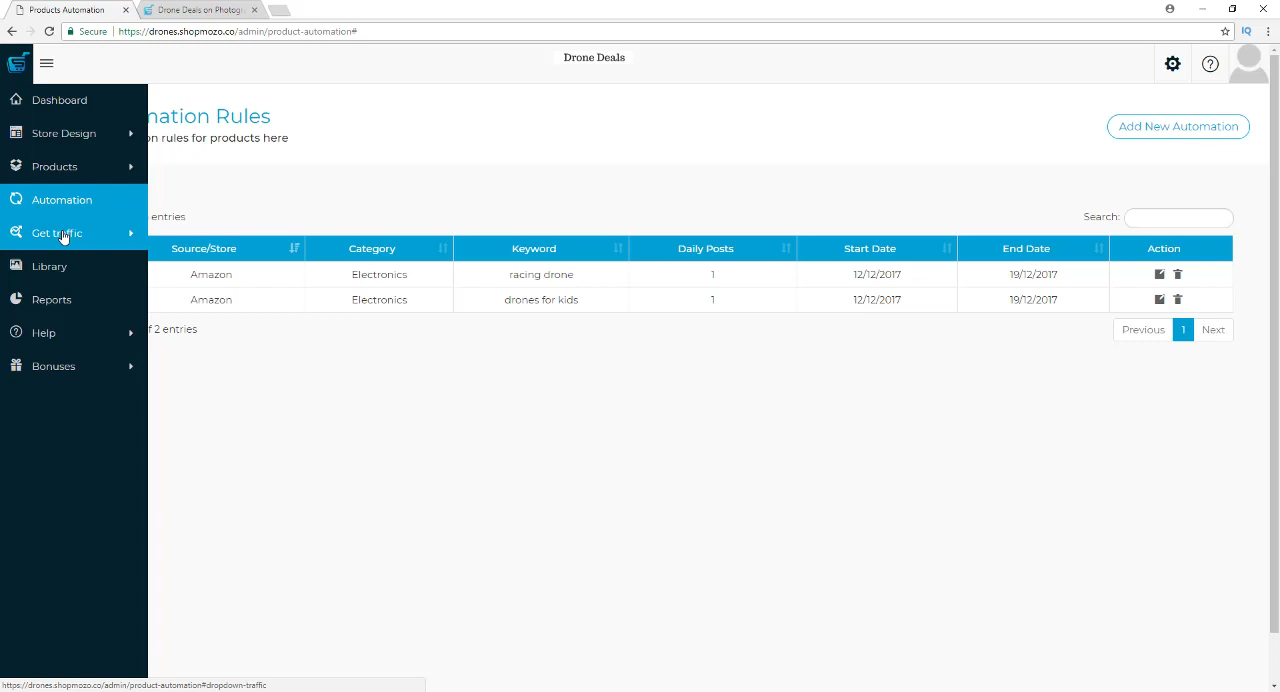 Products Automation
Drone Deals on Photogr
Secure
https://drones.shopmozo.co/admin/product-automation#
IQ
Drone Deals
Dashboard
Store Design
Products
Automation
Get traffic
Library
Reports
Help
Bonuses
mation Rules
on rules for products here
Add New Automation
entries
Search:
Source/Store Category Keyword Daily Posts Start Date End Date Action
Amazon Electronics racing drone 1 12/12/2017 19/12/2017
Amazon Electronics drones for kids 1 12/12/2017 19/12/2017
f 2 entries
Previous 1 Next
https://drones.shopmozo.co/admin/product-automation#dropdown-traffic